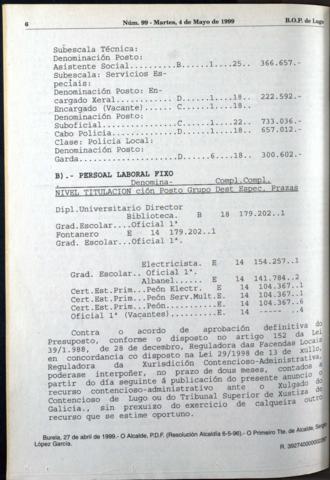 6 Núm. 99 - Martes, 4 de Mayo de 1999 B.O.P. de Lugo
Subescala Técnica:
Denominación Posto:
Asistente Social.........B......1....25.. 366.657.-
Subescala: Servicios Es-
peciais:
Denominación Posto: En-
cargado Xeral............D......1....18.. 222.592.-
Encargado (Vacante)......C......1....18..
Denominación Posto:
Suboficial...............C......1....22.. 733.036.-
Cabo Policía.............D......1....18.. 657.012.-
Clase: Policía Local:
Denominación Posto:
Garda....................D......6....18.. 300.602.-
B).- PERSOAL LABORAL FIXO
Denomina- Compl.Compl.
NIVEL TITULACION ción Posto Grupo Dest Espec. Prazas
Dipl.Universitario Director
Biblioteca. B 18 179.202..1
Grad.Escolar....Oficial 1ª
Fontanero E 14 179.202..1
Grad. Escolar...Oficial 1ª.
Electricista. E 14 154.257..1
Grad. Escolar.. Oficial 1ª.
Albanel...... E 14 141.784..2
Cert.Est.Prim...Peón Electr. E 14 104.367..1
Cert.Est.Prim...Peón Serv.Mult.E. 14 104.367..1
Cert.Est.Prim...Peón..........E. 14 104.367..6
Oficial 1ª (Vacantes)..........E. 14 ----- ..4
Contra o acordo de aprobación definitiva do
Presuposto, conforme o disposto no artigo 152 da Lei
39/1.988, de 28 de decembro, Reguladora das Facendas Locais
en concordancia co disposto na Lei 29/1998 de 13 de xullo,
Reguladora da Xurisdición Contencioso-Administrativa,
poderase interpoñer, no prazo de dous meses, contados a
partir do día seguinte á publicación do presente anuncio o
recurso contencioso-administrativo ante o Xulgado do
Contencioso de Lugo ou do Tribunal Superior de Xustiza de
Galicia., sin prexuizo do exercicio de calqueira outro
recurso que se estime oportuno.
Burela, 27 de abril de 1999.- O Alcalde, P.D.F. (Resolución Alcaldía 6-5-96).- O Primeiro Tte. de Alcalde, Sergio
López García.